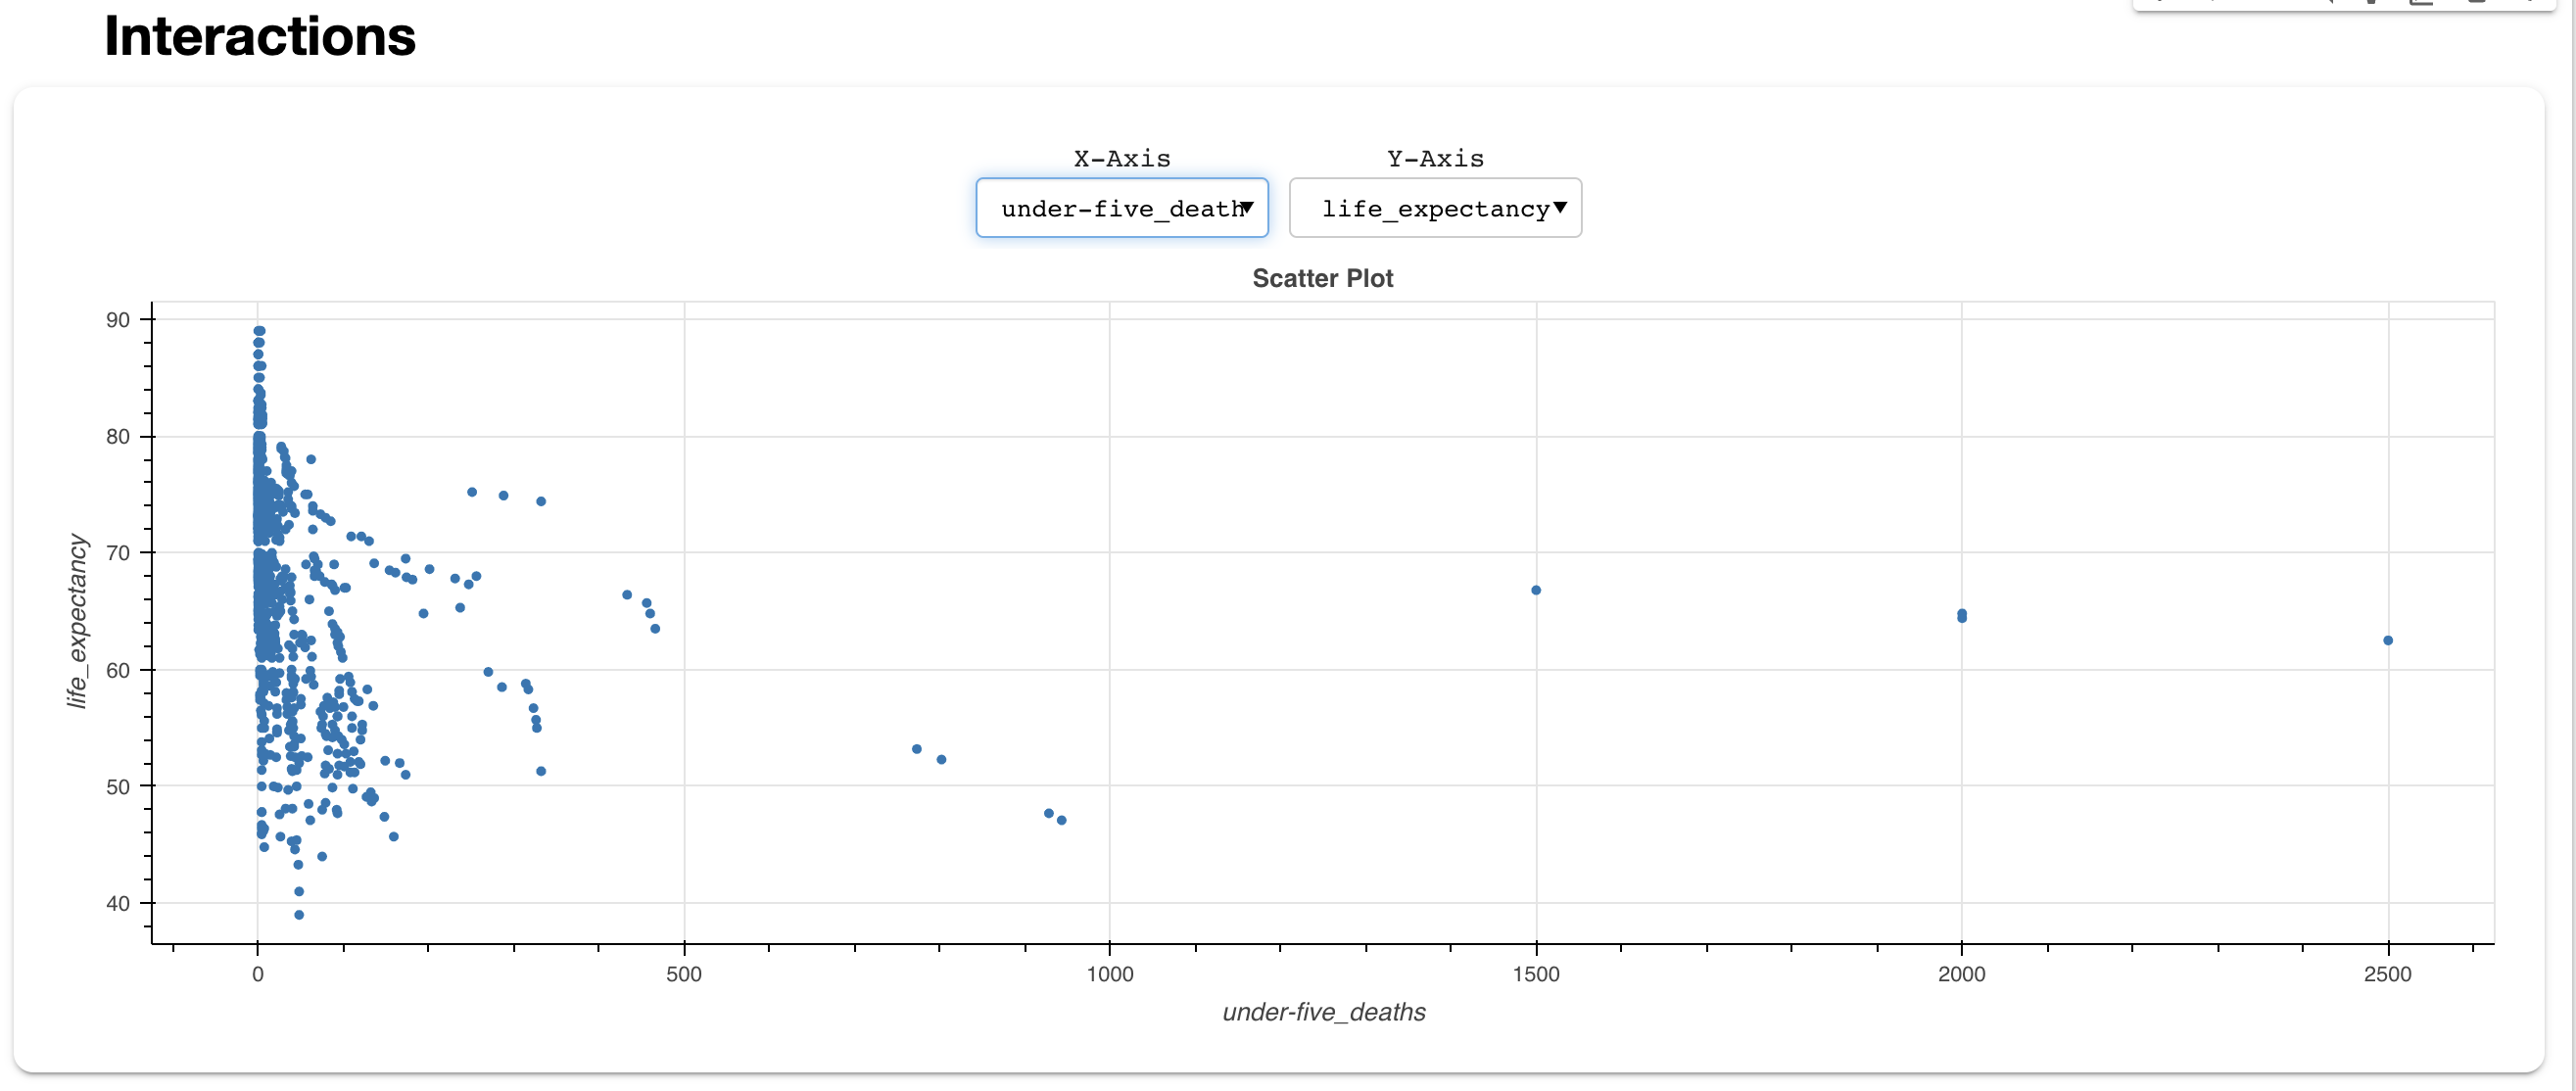 Interactions
X-Axis Y-Axis
under-five_death life_expectancy
Scatter Plot
90
80
70
60
50
40
life_expectancy
0 500 1000 1500 2000 2500
under-five_deaths